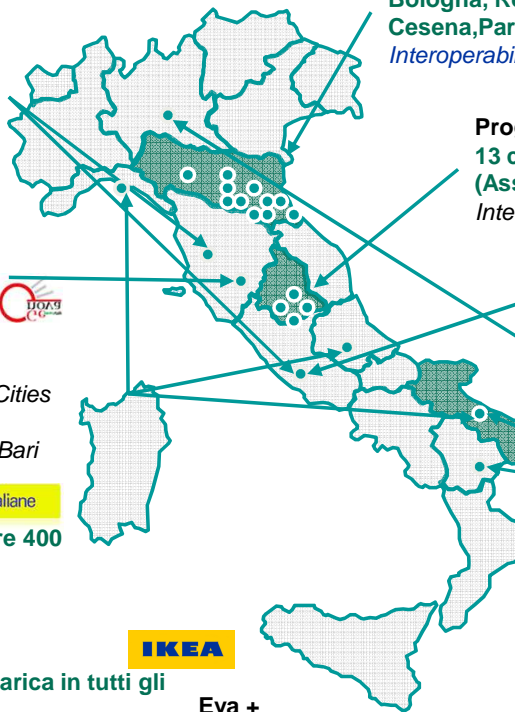 Bologna, Re
Cesena,Par
Interoperabi
Prog
13 c
(Ass
Inte
Cities
Bari
aliane
re 400
IKEA
arica in tutti gli
Eva +